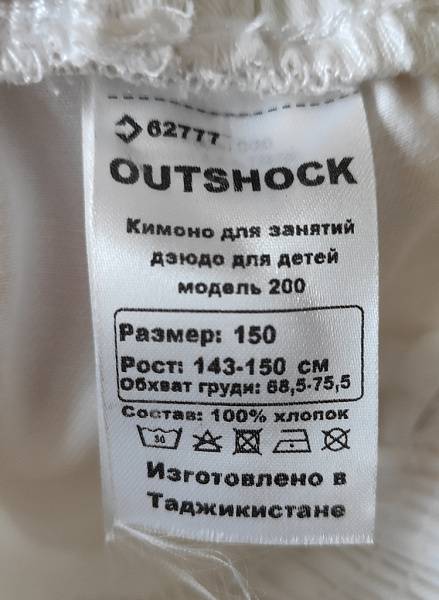 62777
OUTSHOCK
Кимоно для занятий
дзюдо для детей
модель 200
Размер: 150
Рост: 143-150 см
Обхват груди: 68,5-75,5
Состав: 100% хлопок
30
Изготовлено в
Таджикистане